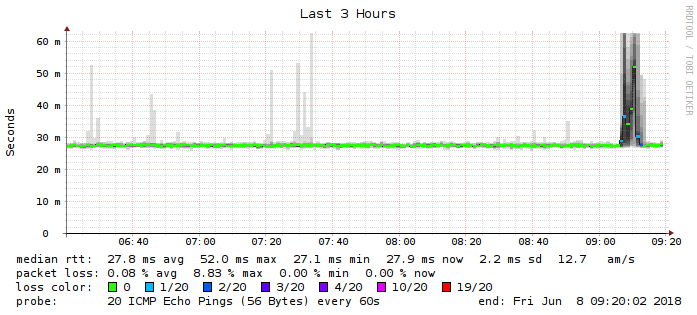 Last 3 Hours
RRDTOOL / TOBI OETIKER
Seconds
60 m
50 m
40 m
30 m
20 m
10 m
0
06:40 07:00 07:20 07:40 08:00 08:20 08:40 09:00 09:20
median rtt: 27.8 ms avg 52.0 ms max 27.1 ms min 27.9 ms now 2.2 ms sd 12.7 am/s
packet loss: 0.08 % avg 8.83 % max 0.00 % min 0.00 % now
loss color: 0 1/20 2/20 3/20 4/20 10/20 19/20
probe: 20 ICMP Echo Pings (56 Bytes) every 60s end: Fri Jun 8 09:20:02 2018